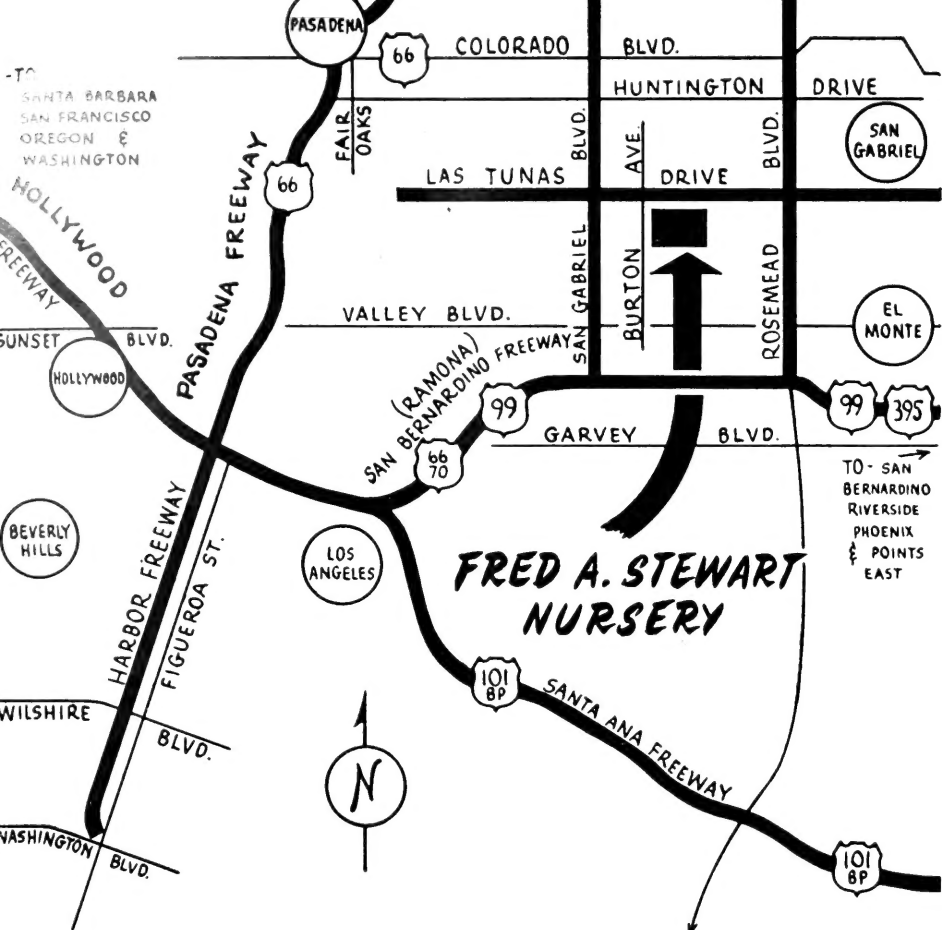 PASADENA
66
COLORADO BLVD.
-TO
SANTA BARBARA
SAN FRANCISCO
OREGON &
WASHINGTON
HUNTINGTON DRIVE
FAIR
OAKS
BLVD.
AVE.
BLVD.
SAN
GABRIEL
66
LAS TUNAS DRIVE
HOLLYWOOD
FREEWAY
PASADENA FREEWAY
SAN GABRIEL
BURTON
ROSEMEAD
VALLEY BLVD.
EL
MONTE
SUNSET BLVD.
HOLLYWOOD
(RAMONA)
SAN BERNARDINO FREEWAY
99
99
395
66
70
GARVEY BLVD.
TO - SAN
BERNARDINO
RIVERSIDE
PHOENIX
& POINTS
EAST
BEVERLY
HILLS
HARBOR FREEWAY
FIGUEROA ST.
LOS
ANGELES
FRED A. STEWART
NURSERY
101
BP
SANTA ANA FREEWAY
WILSHIRE BLVD.
N
WASHINGTON BLVD.
101
BP